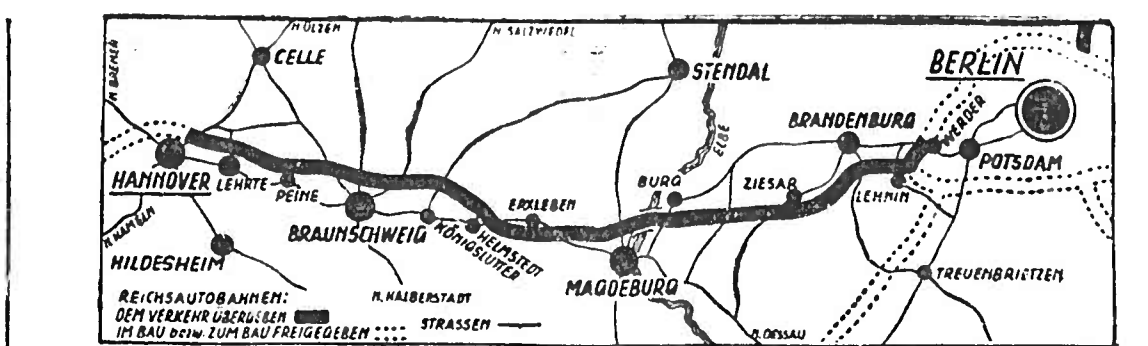 N. BREMEN
N. ÜLZEN
N. SALZWEDEL
CELLE
STENDAL
BERLIN
ELBE
BRANDENBURG
WERDER
POTSDAM
HANNOVER
LEHRTE
PEINE
BURG
ZIESAR
LEHNIN
ERXLEBEN
BRAUNSCHWEIG
KÖNIGSLUTTER
HELMSTEDT
N. HAMELN
HILDESHEIM
MAGDEBURG
TREUENBRIETZEN
N. HALBERSTADT
N. DESSAU
REICHSAUTOBAHNEN:
DEM VERKEHR ÜBERGEBEN
IM BAU bezw. ZUM BAU FREIGEGEBEN
STRASSEN